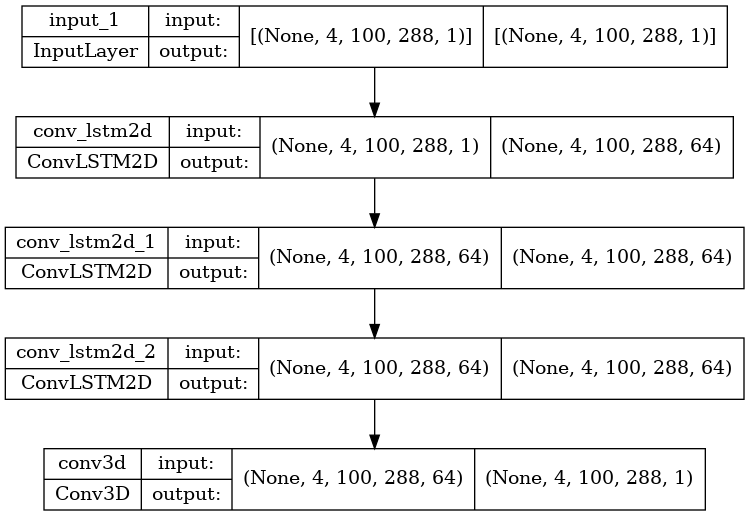 input_1 input: [(None, 4, 100, 288, 1)] [(None, 4, 100, 288, 1)]
InputLayer output:
conv_lstm2d input: (None, 4, 100, 288, 1) (None, 4, 100, 288, 64)
ConvLSTM2D output:
conv_lstm2d_1 input: (None, 4, 100, 288, 64) (None, 4, 100, 288, 64)
ConvLSTM2D output:
conv_lstm2d_2 input: (None, 4, 100, 288, 64) (None, 4, 100, 288, 64)
ConvLSTM2D output:
conv3d input: (None, 4, 100, 288, 64) (None, 4, 100, 288, 1)
Conv3D output: